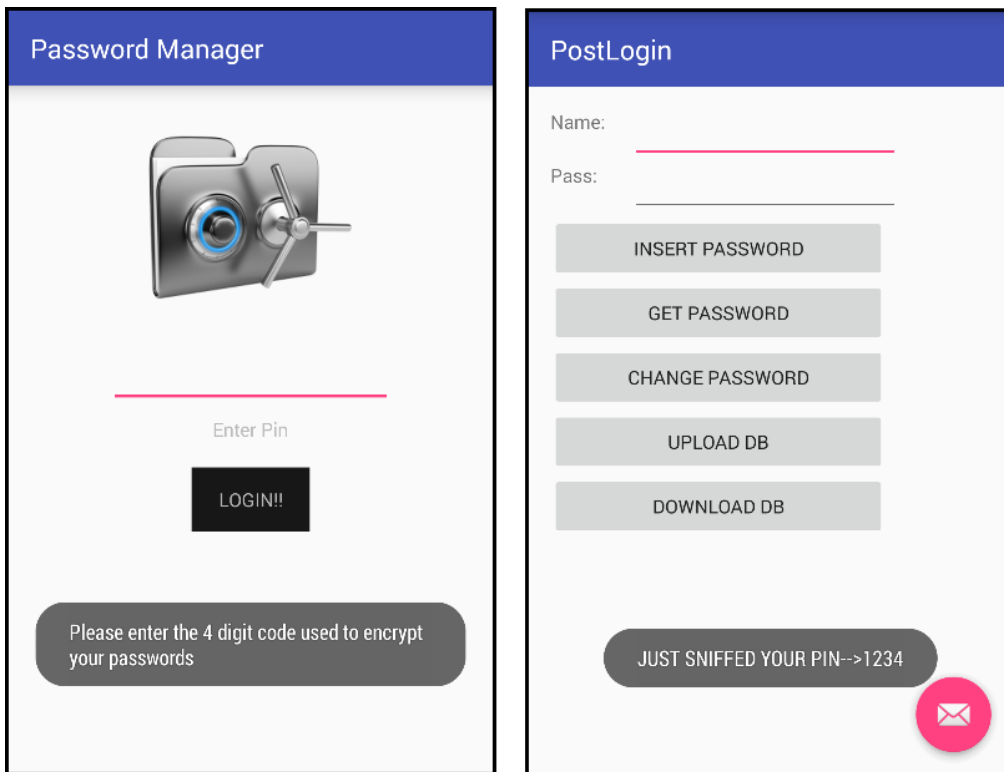 Password Manager
Enter Pin
LOGIN!!
Please enter the 4 digit code used to encrypt
your passwords
PostLogin
Name:
Pass:
INSERT PASSWORD
GET PASSWORD
CHANGE PASSWORD
UPLOAD DB
DOWNLOAD DB
JUST SNIFFED YOUR PIN-->1234